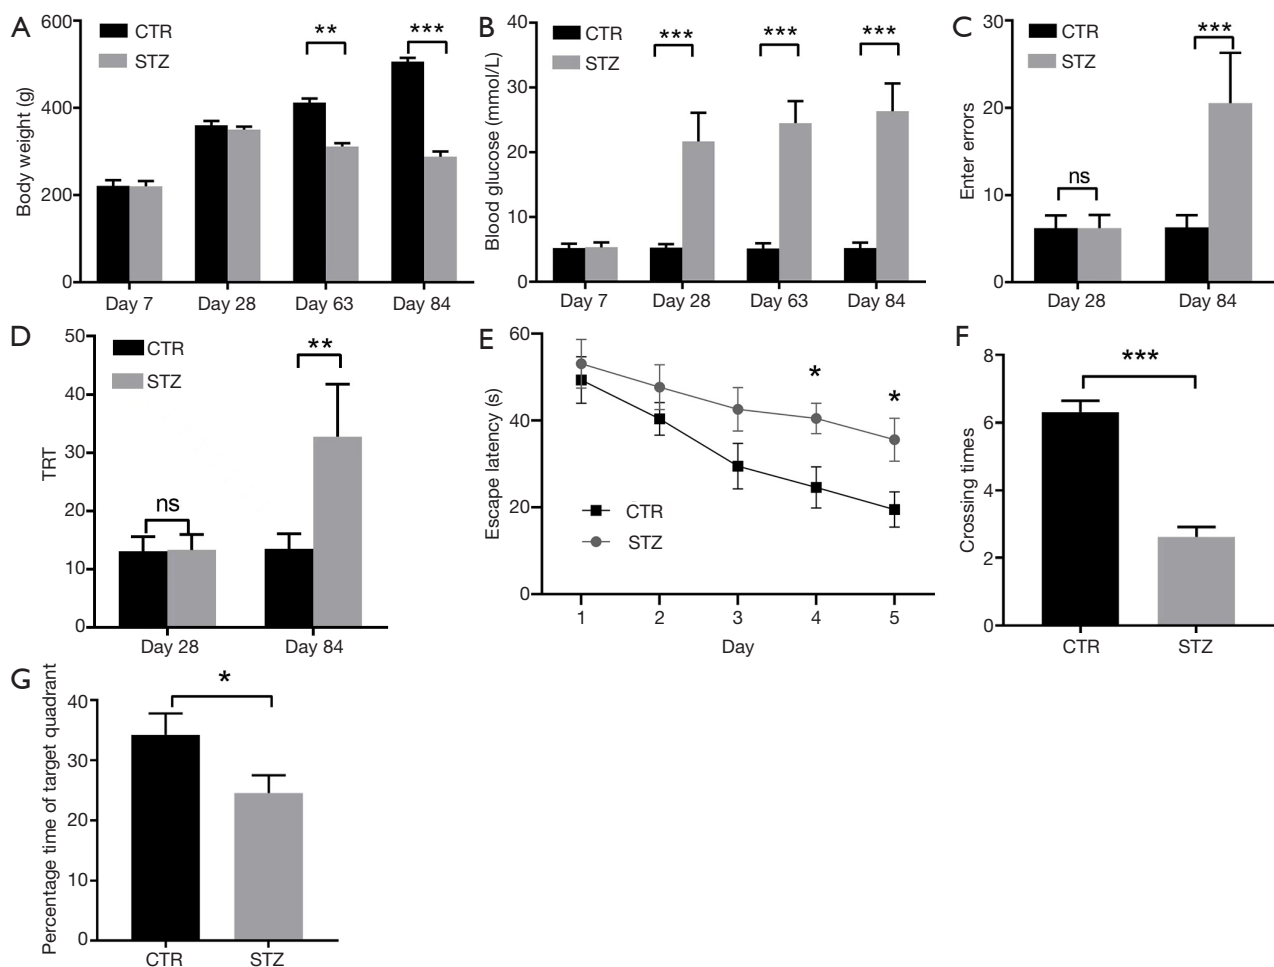 A
Body weight (g)
600
400
200
0
CTR
STZ
**
***
Day 7
Day 28
Day 63
Day 84
B
Blood glucose (mmol/L)
40
30
20
10
0
CTR
STZ
***
***
***
Day 7
Day 28
Day 63
Day 84
C
Enter errors
30
20
10
0
CTR
STZ
ns
***
Day 28
Day 84
D
TRT
50
40
30
20
10
0
CTR
STZ
ns
**
Day 28
Day 84
E
Escape latency (s)
60
40
20
0
*
*
CTR
STZ
1
2
3
4
5
Day
F
Crossing times
8
6
4
2
0
***
CTR
STZ
G
Percentage time of target quadrant
40
30
20
10
0
*
CTR
STZ